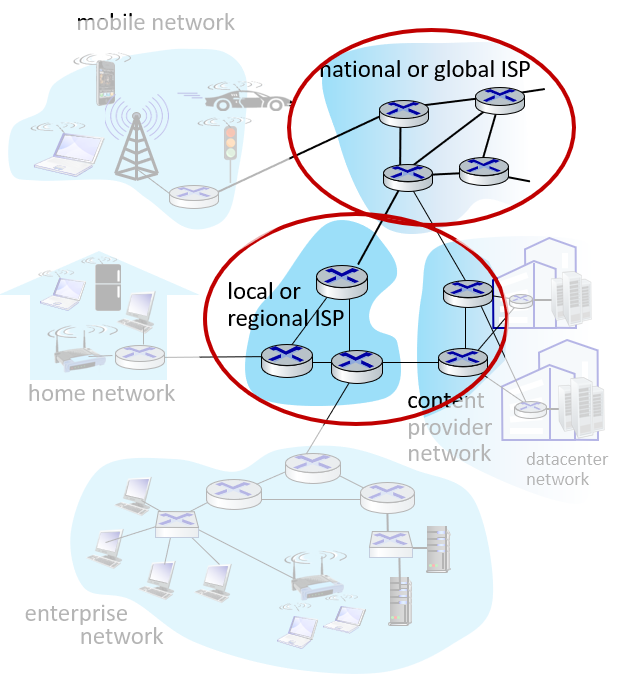 mobile network
national or global ISP
local or
regional ISP
home network
content
provider
network
datacenter
network
enterprise
network